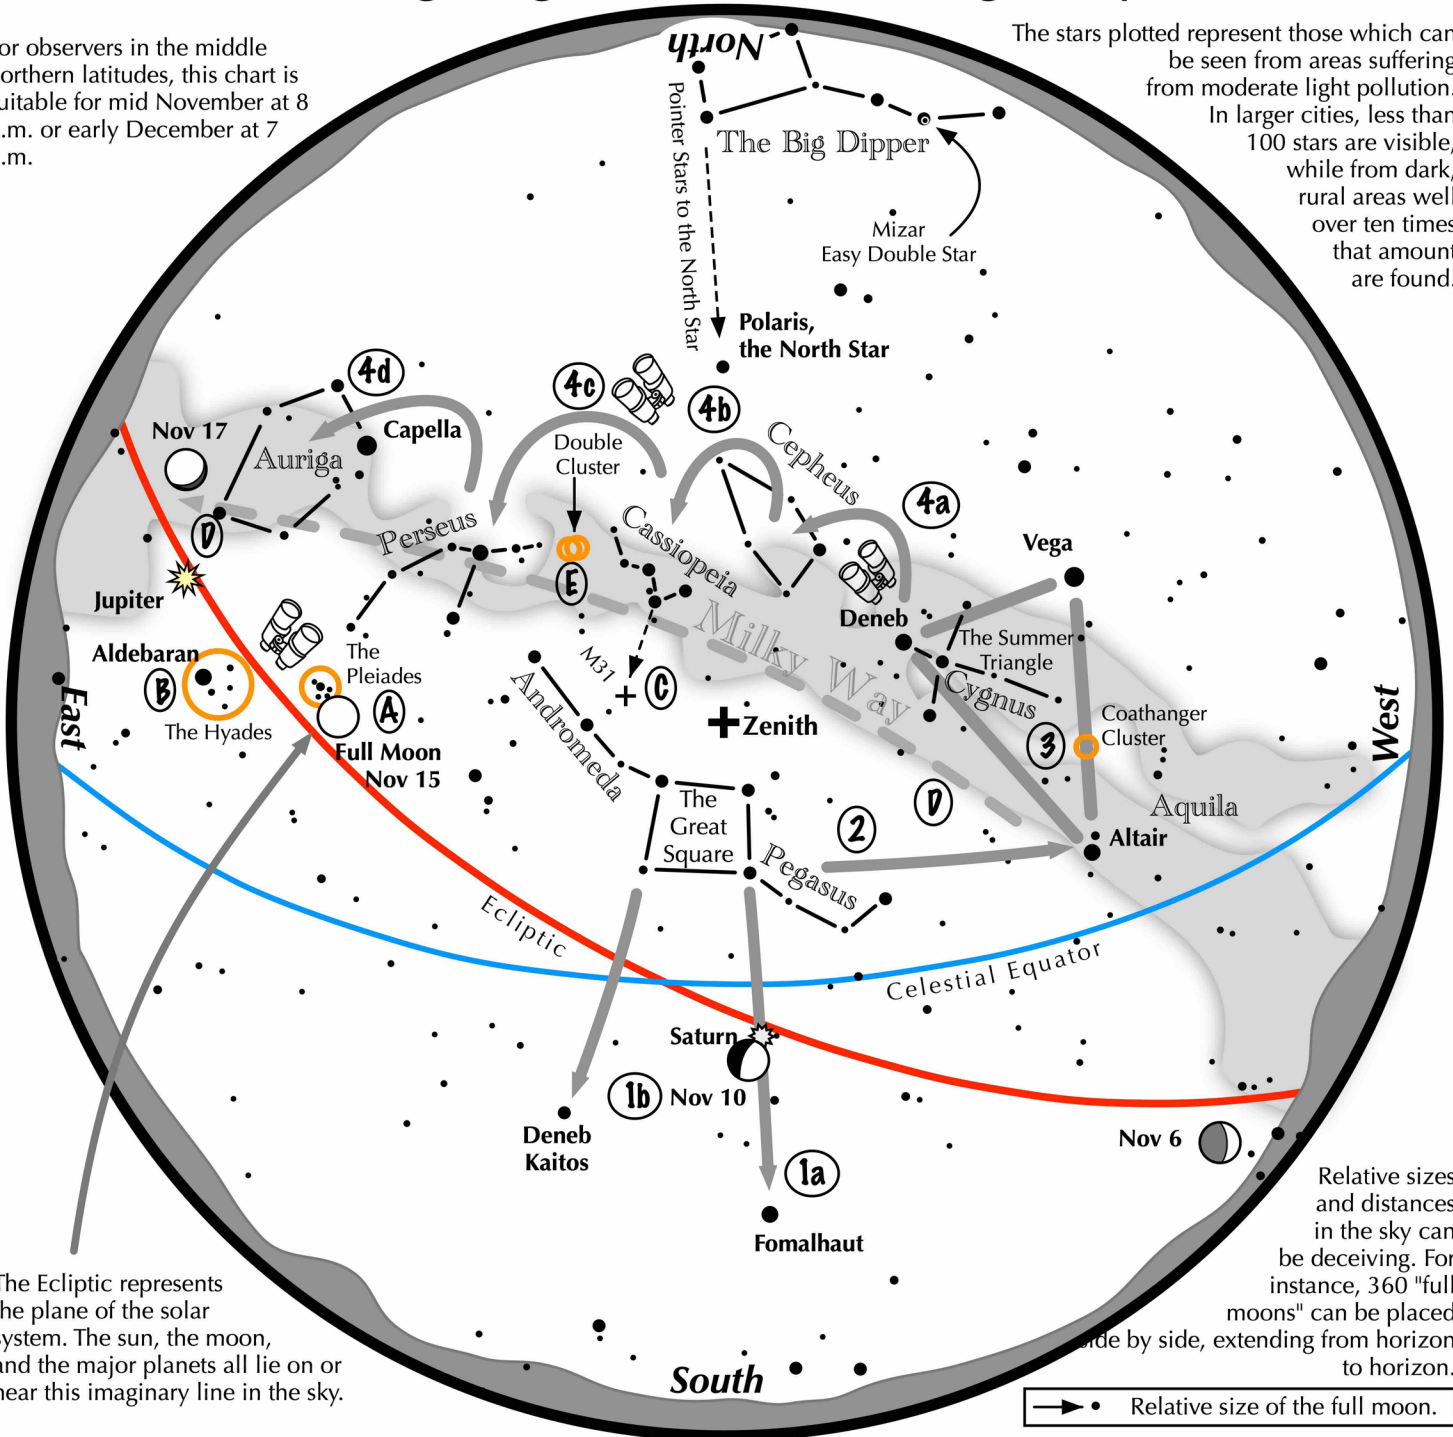 or observers in the middle
orthern latitudes, this chart is
uitable for mid November at 8
.m. or early December at 7
.m.
The stars plotted represent those which can
be seen from areas suffering
from moderate light pollution.
In larger cities, less than
100 stars are visible,
while from dark,
rural areas well
over ten times
that amount
are found.
North
Pointer Stars to the North Star
The Big Dipper
Mizar
Easy Double Star
Polaris,
the North Star
4d
4c
4b
4a
Capella
Nov 17
Auriga
Double
Cluster
Cepheus
Perseus
Cassiopeia
D
E
Vega
Jupiter
Deneb
Milky Way
The Summer
Triangle
Cygnus
Aldebaran
B
The Hyades
The
Pleiades
A
M31
C
Andromeda
Zenith
Coathanger
Cluster
3
East
West
Full Moon
Nov 15
The
Great
Square
Pegasus
2
D
Aquila
Altair
Ecliptic
Celestial Equator
Saturn
1b
Nov 10
Deneb
Kaitos
1a
Fomalhaut
Nov 6
The Ecliptic represents
the plane of the solar
system. The sun, the moon,
and the major planets all lie on or
near this imaginary line in the sky.
Relative sizes
and distances
in the sky can
be deceiving. For
instance, 360 "full
moons" can be placed
side by side, extending from horizon
to horizon.
South
Relative size of the full moon.